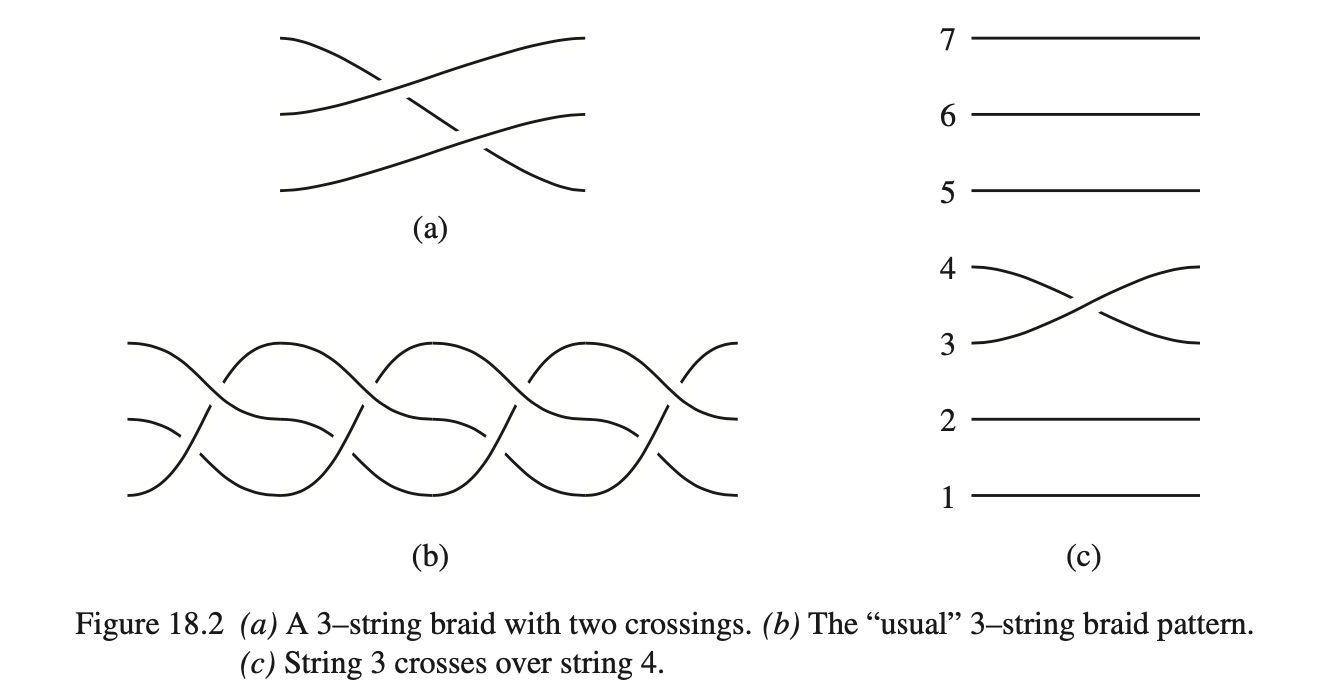 7
6
5
4
3
2
1
(a)
(b)
(c)
Figure 18.2 (a) A 3–string braid with two crossings. (b) The “usual” 3–string braid pattern.
(c) String 3 crosses over string 4.